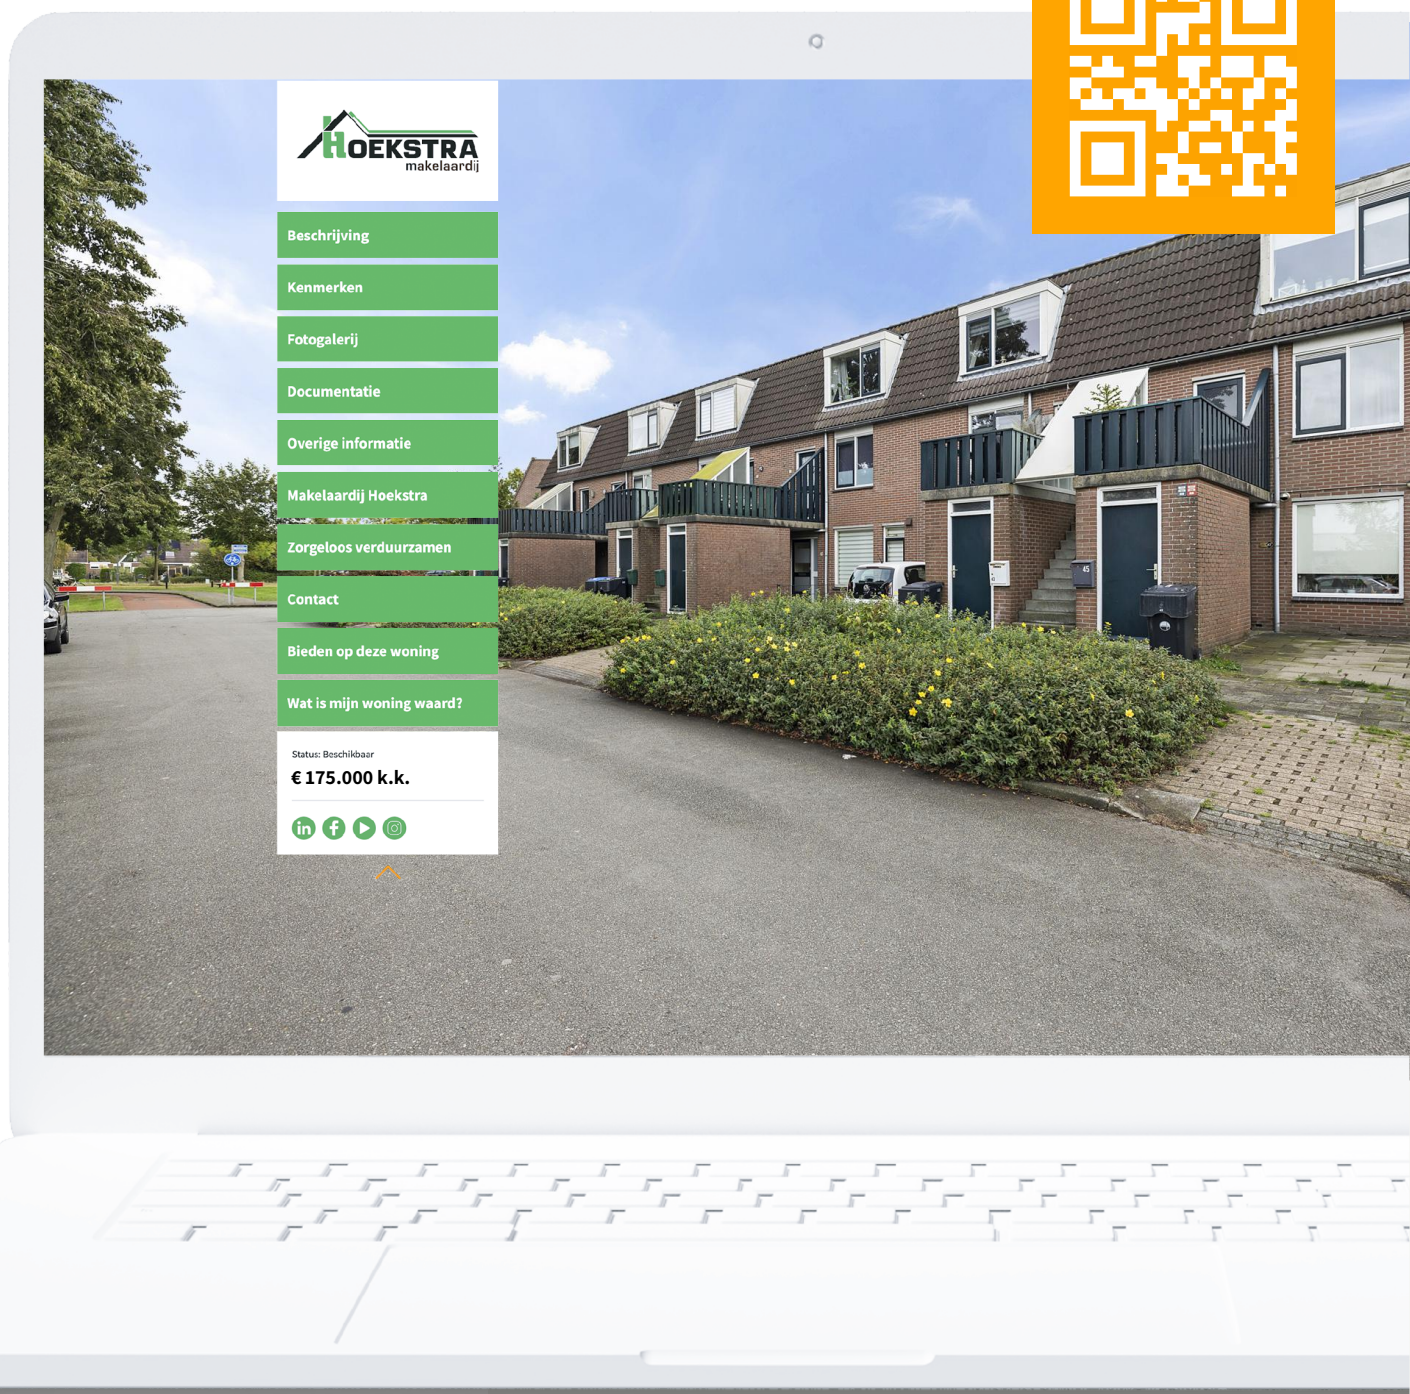 HOEKSTRA
makelaardij
Beschrijving
Kenmerken
Fotogalerij
Documentatie
Overige informatie
Makelaardij Hoekstra
Zorgeloos verduurzamen
Contact
Bieden op deze woning
Wat is mijn woning waard?
Status: Beschikbaar
€ 175.000 k.k.
45